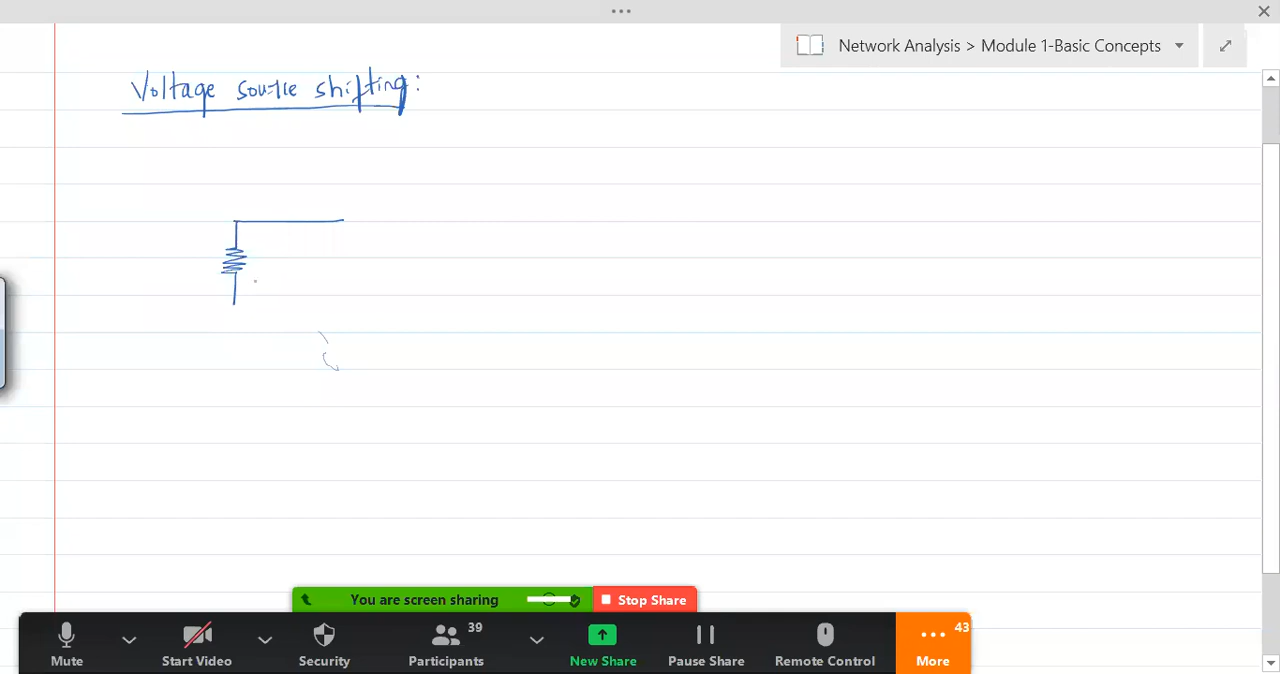 Network Analysis > Module 1-Basic Concepts
Voltage source shifting:
You are screen sharing
Stop Share
Mute
Start Video
Security
Participants
39
New Share
Pause Share
Remote Control
More
43